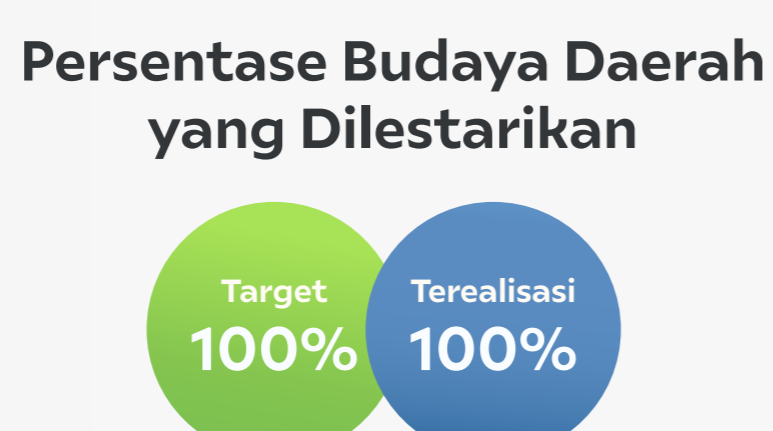 Persentase Budaya Daerah
yang Dilestarikan
Target
100%
Terealisasi
100%